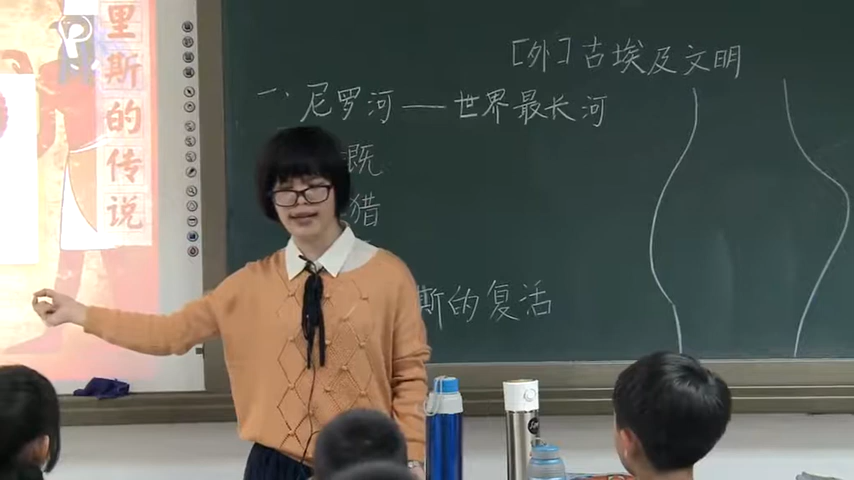 里斯的传说
[外]古埃及文明
一、尼罗河——世界最长河
既
猎
斯的复活